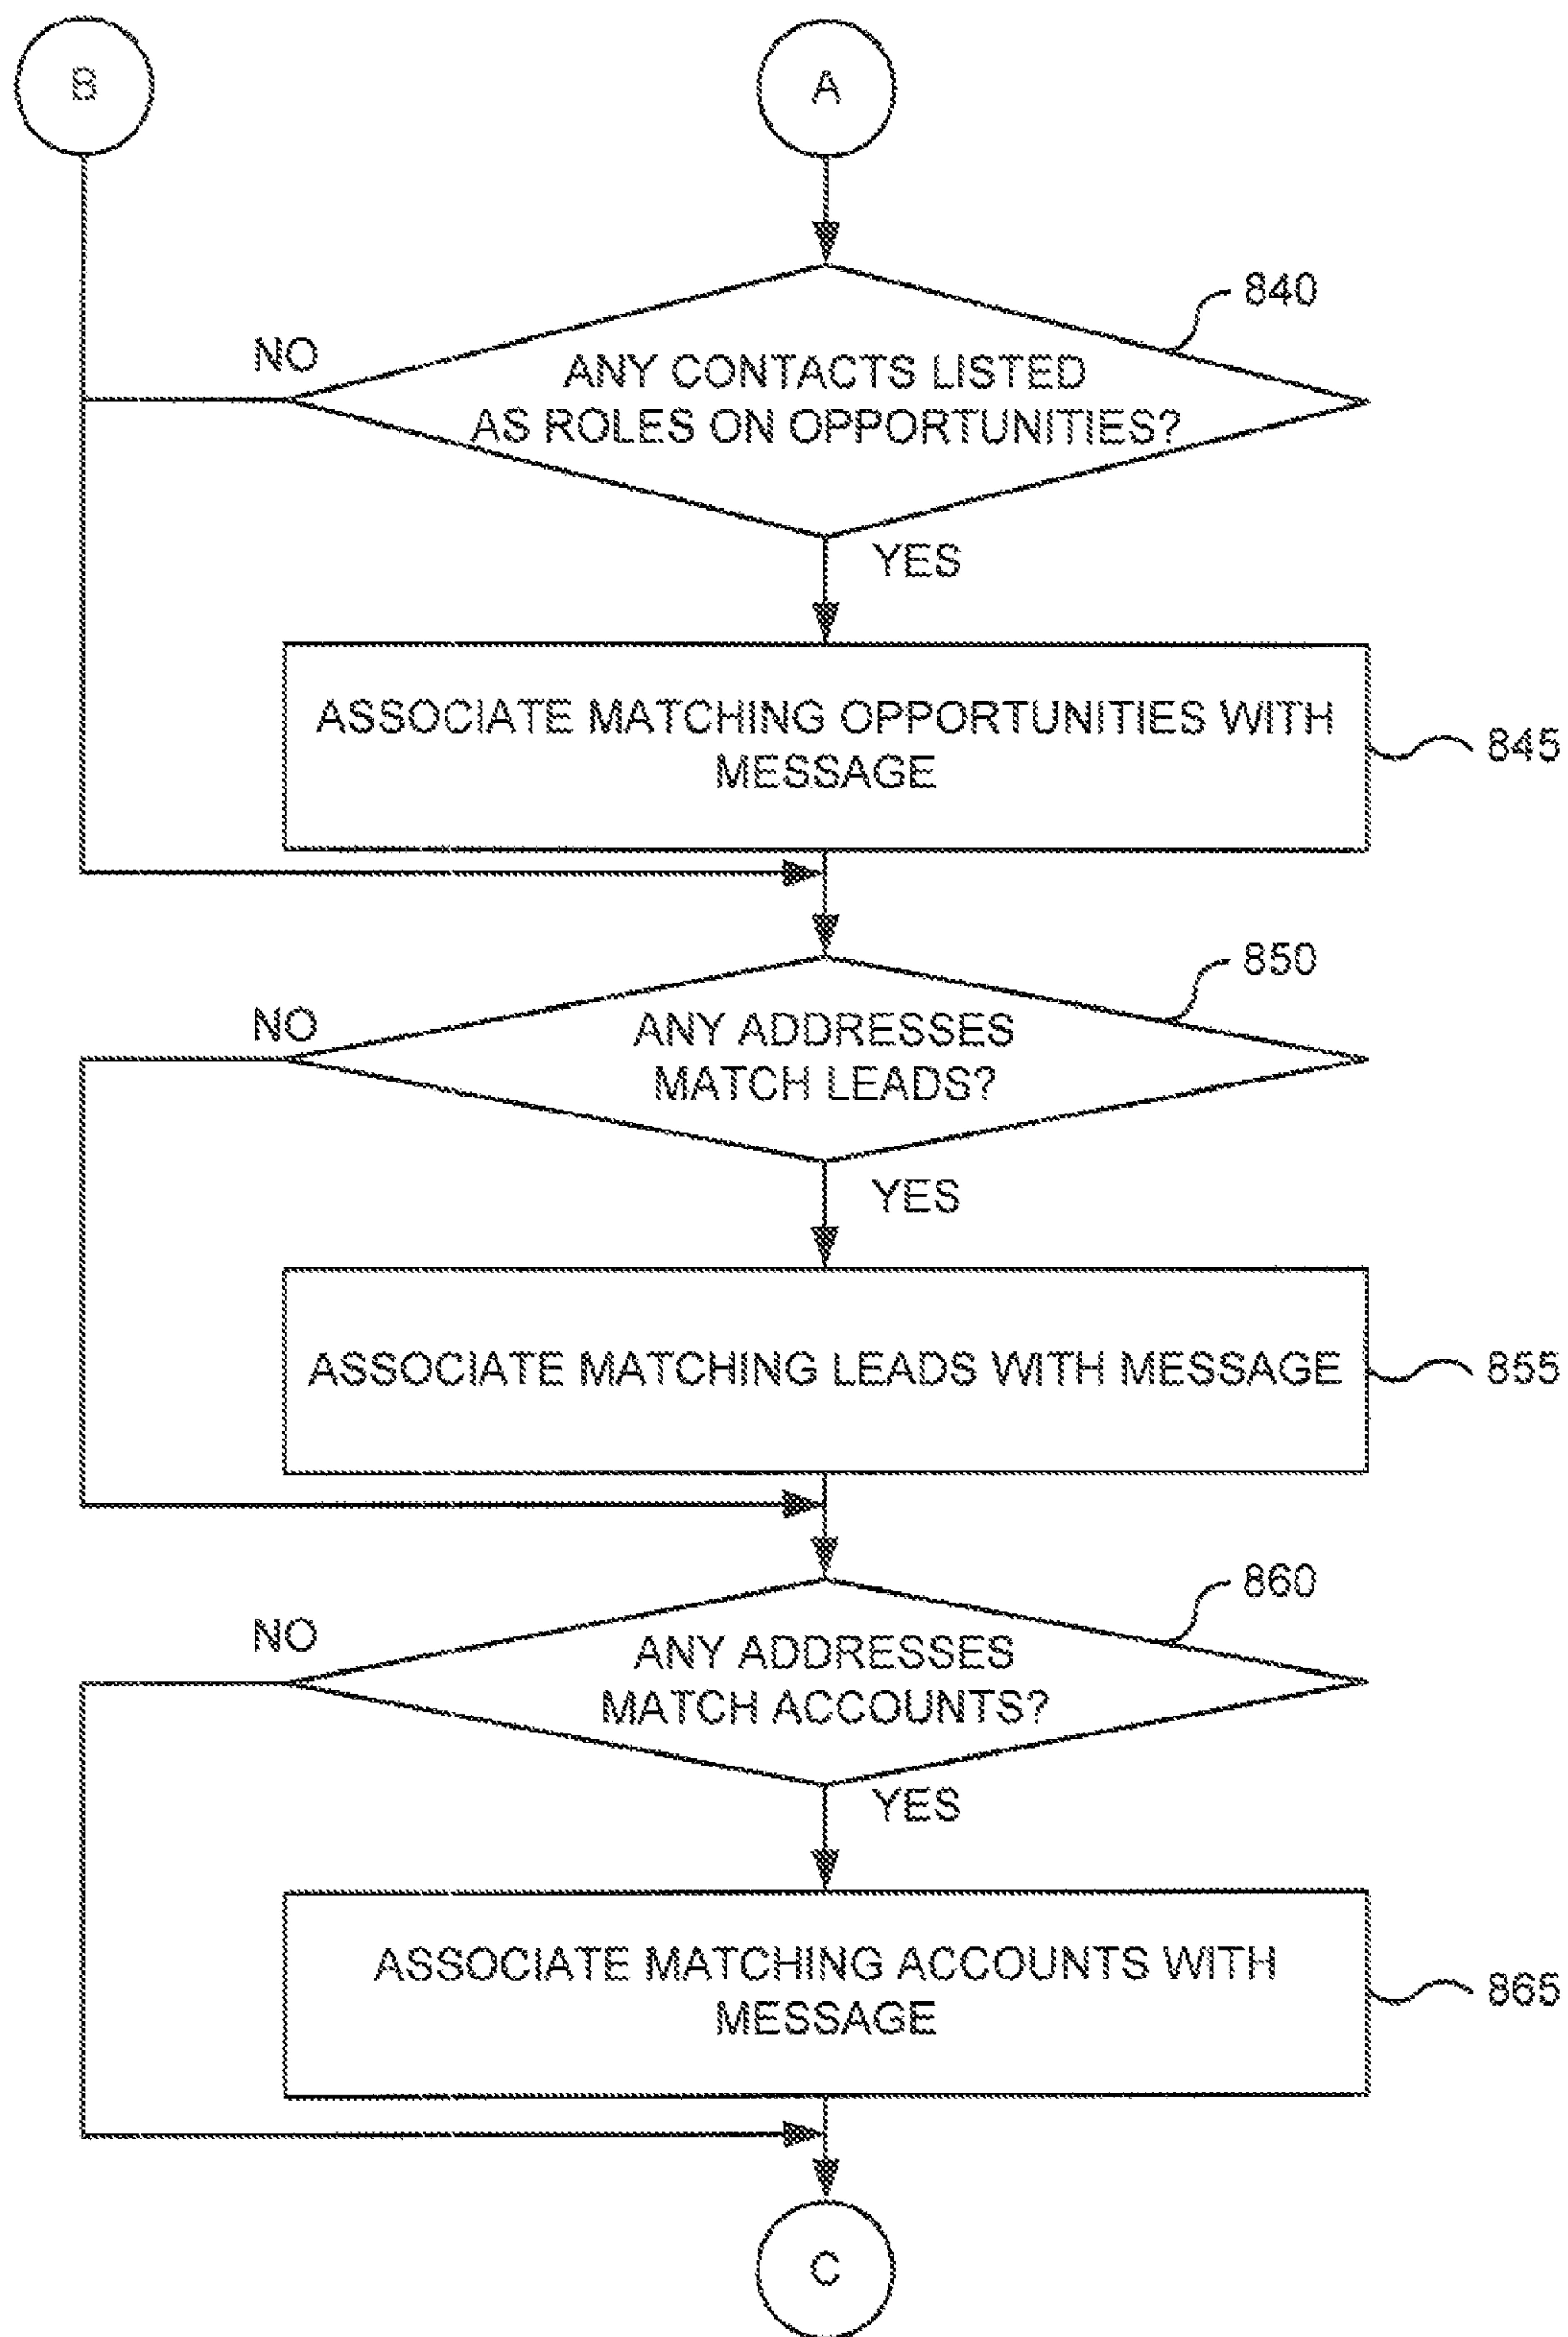 B
A
840
NO
ANY CONTACTS LISTED
AS ROLES ON OPPORTUNITIES?
YES
ASSOCIATE MATCHING OPPORTUNITIES WITH
MESSAGE
845
850
NO
ANY ADDRESSES
MATCH LEADS?
YES
ASSOCIATE MATCHING LEADS WITH MESSAGE
855
860
NO
ANY ADDRESSES
MATCH ACCOUNTS?
YES
ASSOCIATE MATCHING ACCOUNTS WITH
MESSAGE
865
C